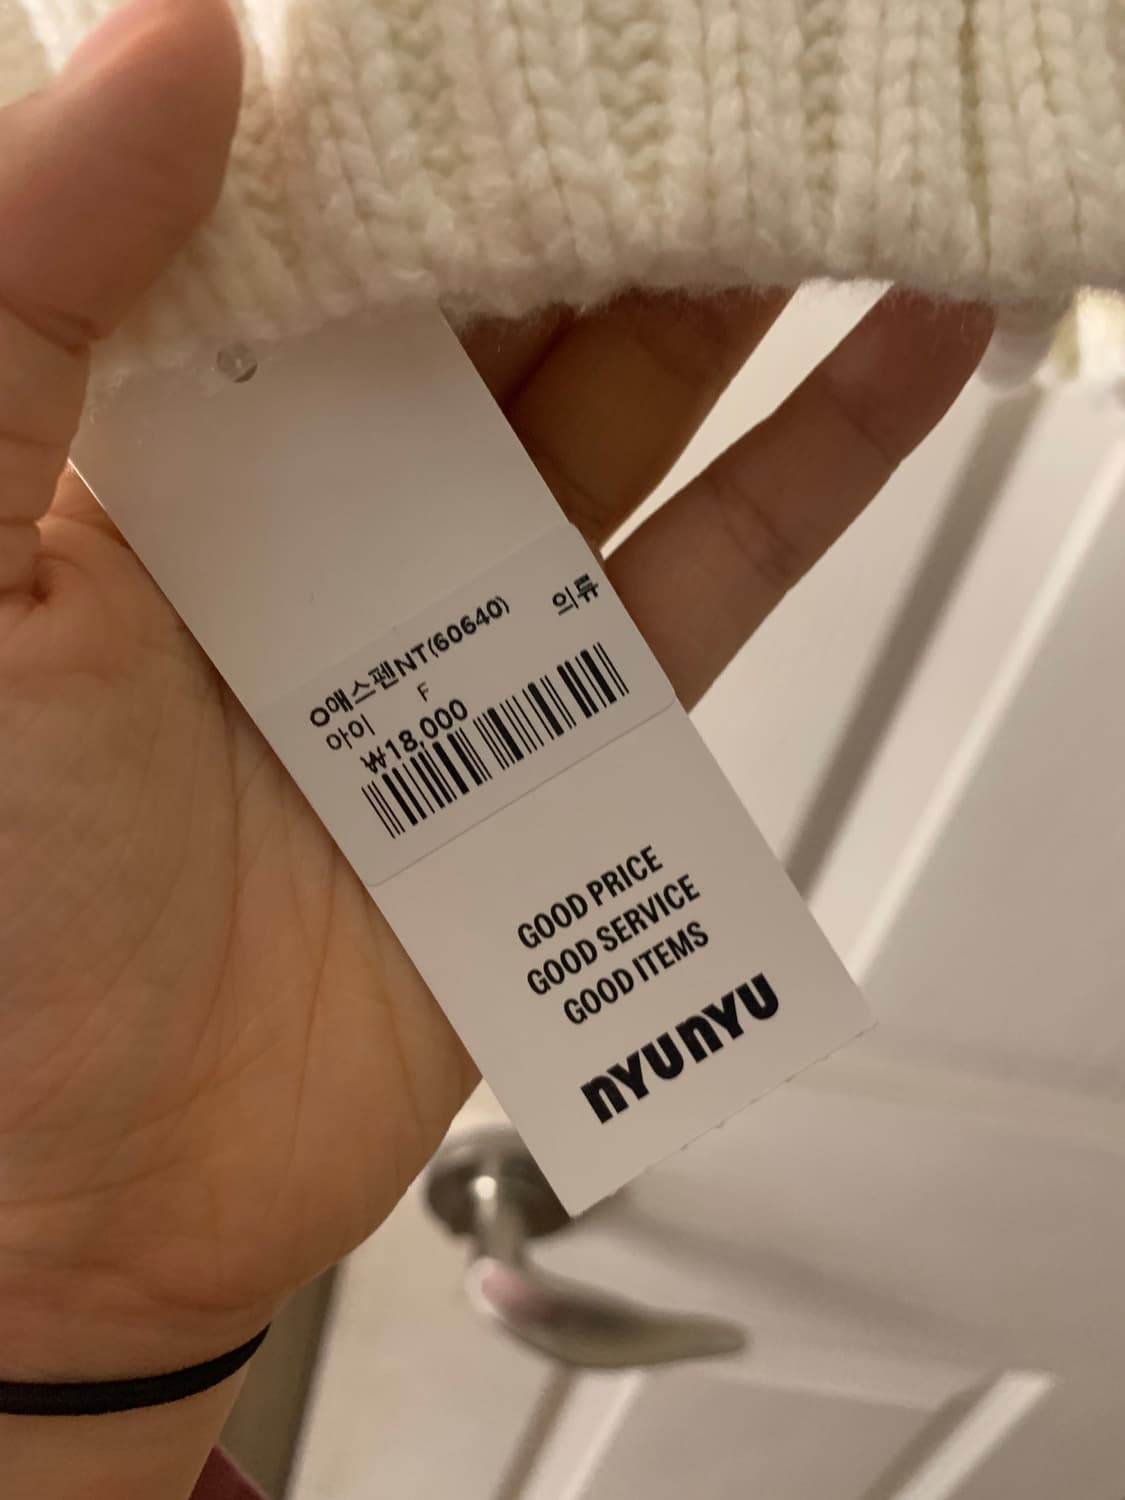 O애스펜NT(60640) 의류
아이 F
₩18,000
GOOD PRICE
GOOD SERVICE
GOOD ITEMS
nYUnYU